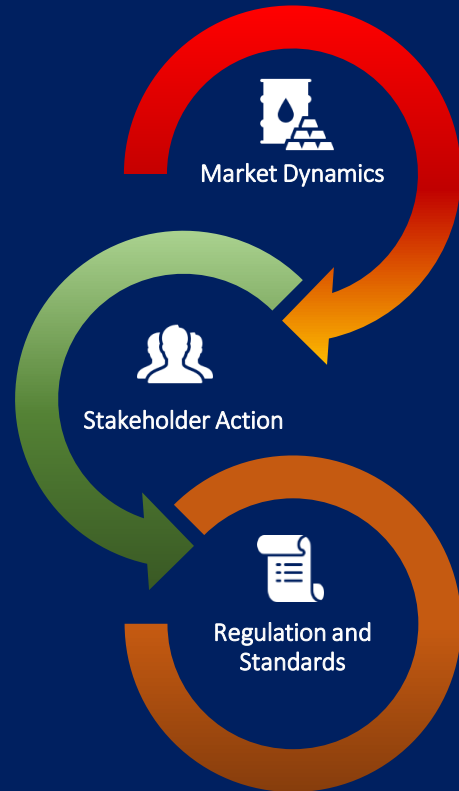 Market Dynamics
Stakeholder Action
Regulation and
Standards